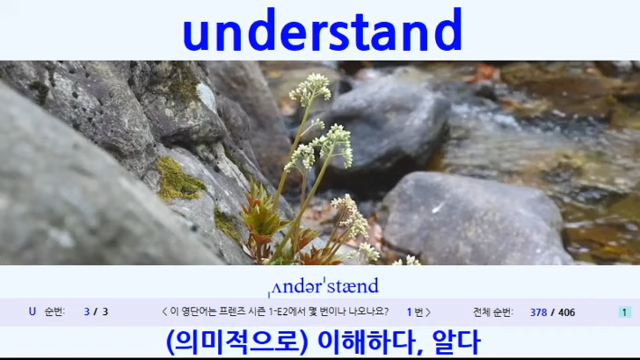 understand
ˌʌndərˈstænd
U 순번: 3 / 3 < 이 영단어는 프렌즈 시즌 1-E2에서 몇 번이나 나오나요? 1 번 > 전체 순번: 378 / 406 1
(의미적으로) 이해하다, 알다